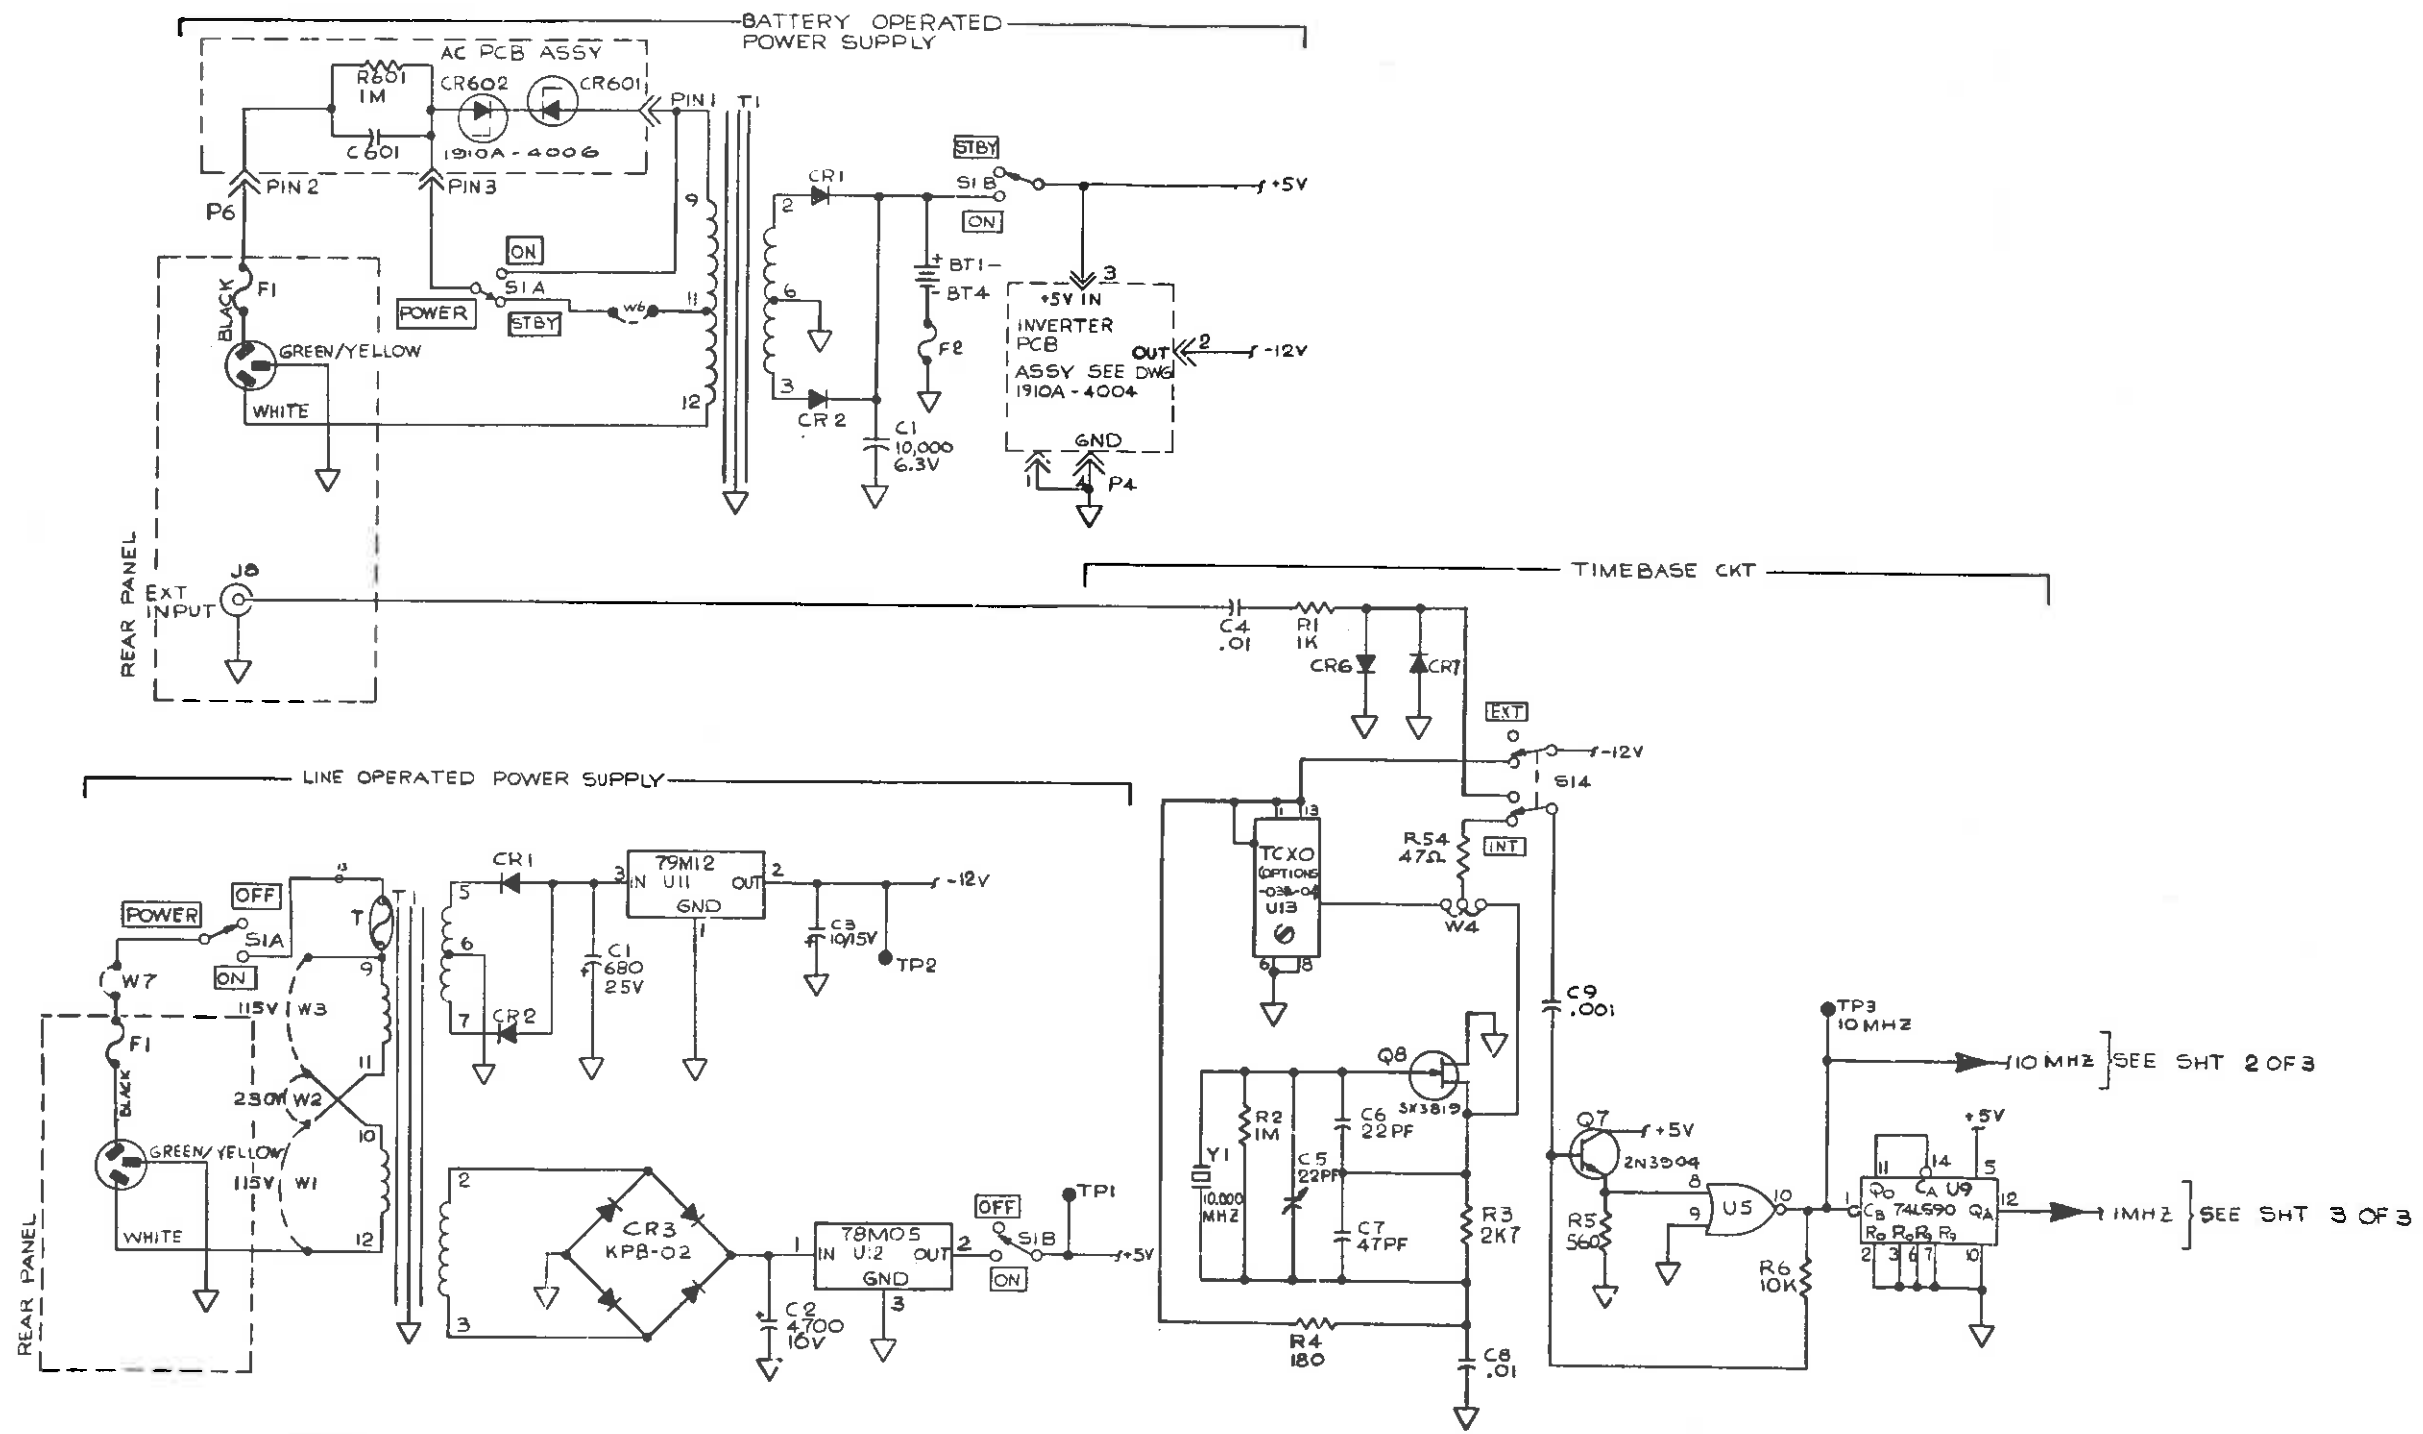 BATTERY OPERATED
POWER SUPPLY
AC PCB ASSY
R601
1M
CR602
CR601
C601
1910A-4006
PIN 1
T1
PIN 2
PIN 3
P6
9
11
12
ON
S1A
POWER
STBY
W6
BLACK
F1
GREEN/YELLOW
WHITE
2
CR1
6
3
CR2
STBY
S1B
ON
+5V
+
BT1-
-BT4
F2
C1
10,000
6.3V
3
+5V IN
INVERTER
PCB
OUT
2
-12V
ASSY SEE DWG
1910A-4004
GND
1
4
P4
REAR PANEL
J8
EXT
INPUT
TIMEBASE CKT
C4
.01
R1
1K
CR6
CR7
EXT
-12V
S14
INT
R54
47Ω
1
13
TCXO
(OPTIONS
U13
6
8
W4
C9
.001
Q8
SX3819
R2
1M
C6
22PF
Y1
10.000
MHZ
C5
22PF
C7
47PF
R3
2K7
R4
180
C8
.01
Q7
+5V
2N3904
8
9
U5
10
R5
560
R6
10K
TP3
10MHZ
10 MHZ
SEE SHT 2 OF 3
+5V
11
14
5
1
12
U9
74LS90
2
3
6
7
10
1MHZ
SEE SHT 3 OF 3
LINE OPERATED POWER SUPPLY
13
POWER
OFF
S1A
ON
T
T1
W7
9
115V
W3
11
230V
W2
10
115V
W1
12
F1
BLACK
GREEN/YELLOW
WHITE
REAR PANEL
5
CR1
6
7
CR2
3
79M12
IN
U11
OUT
2
GND
1
-12V
C1
680
25V
C3
10/15V
TP2
2
3
CR3
KPB-02
C2
4700
16V
1
78M05
IN
U12
OUT
2
GND
3
OFF
S1B
ON
TP1
+5V